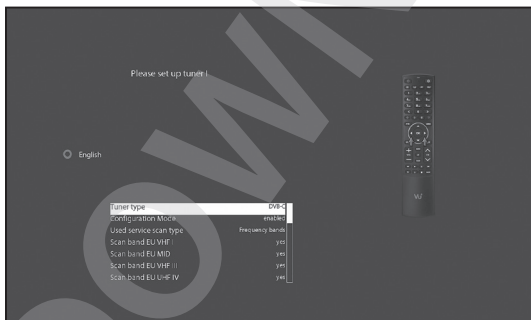 Please set up tuner I
English
Tuner type DVB-C
Configuration Mode enabled
Used service scan type Frequency bands
Scan band EU VHF I yes
Scan band EU MID yes
Scan band EU VHF III yes
Scan band EU UHF IV yes